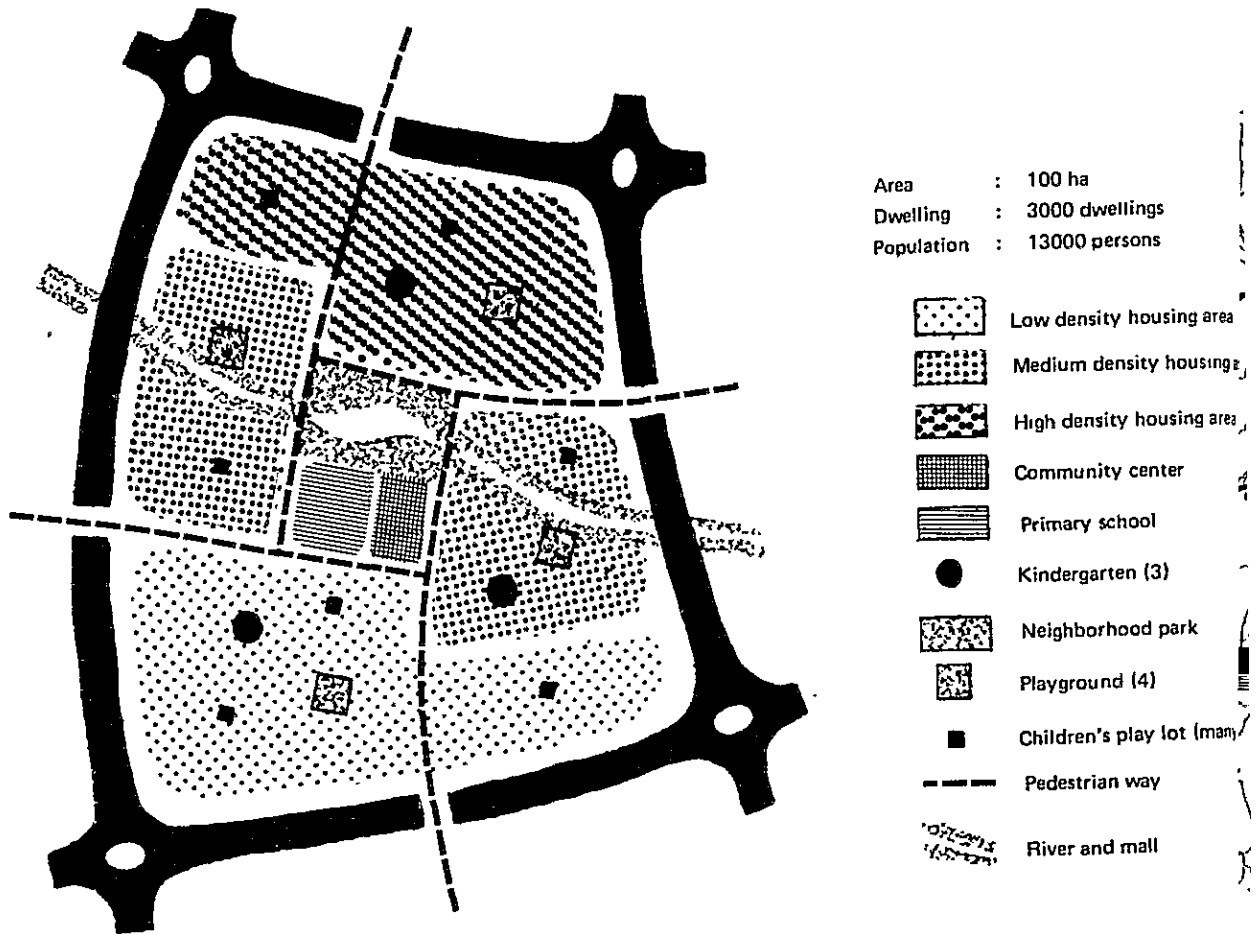 Area : 100 ha
Dwelling : 3000 dwellings
Population : 13000 persons
Low density housing area
Medium density housing
High density housing area
Community center
Primary school
Kindergarten (3)
Neighborhood park
Playground (4)
Children's play lot (many
Pedestrian way
River and mall